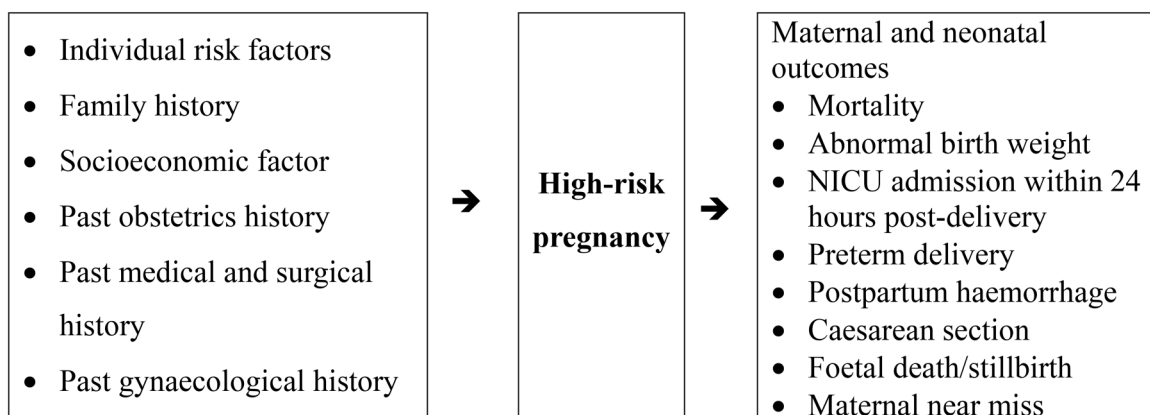 • Individual risk factors
• Family history
• Socioeconomic factor
• Past obstetrics history
• Past medical and surgical
history
• Past gynaecological history
➔
High-risk
pregnancy
➔
Maternal and neonatal
outcomes
• Mortality
• Abnormal birth weight
• NICU admission within 24
hours post-delivery
• Preterm delivery
• Postpartum haemorrhage
• Caesarean section
• Foetal death/stillbirth
• Maternal near miss